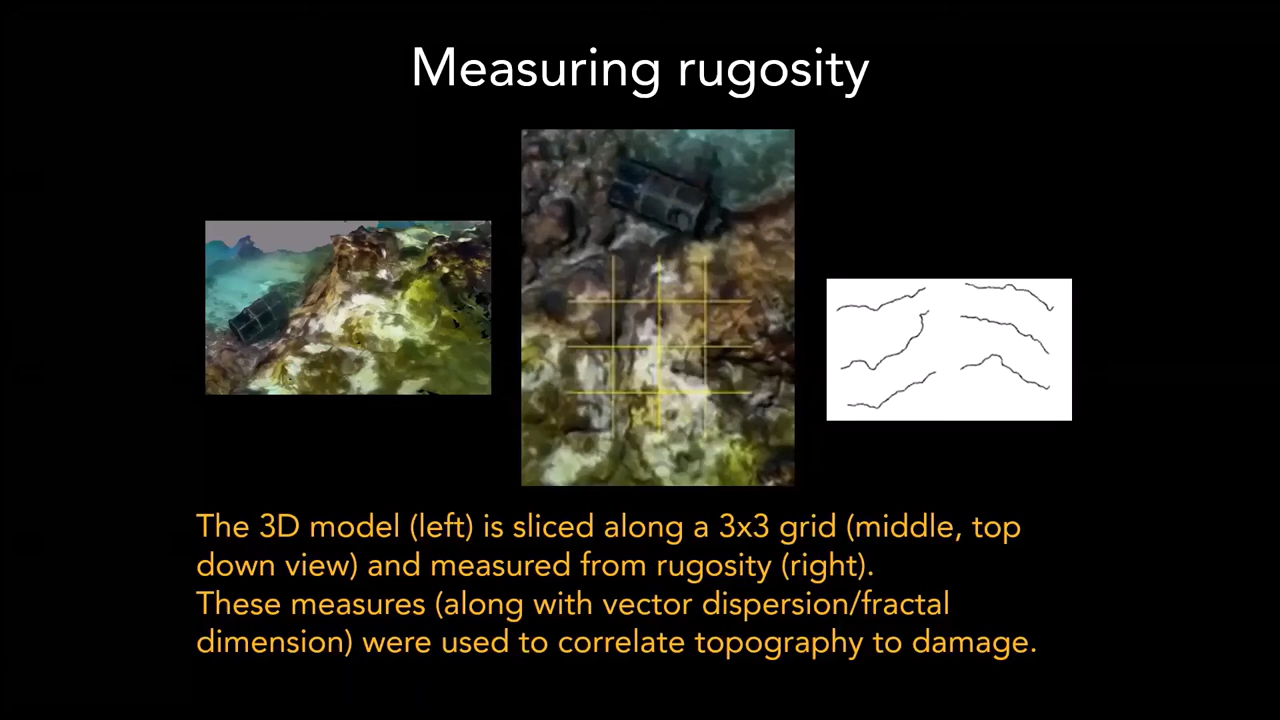 Measuring rugosity
The 3D model (left) is sliced along a 3x3 grid (middle, top
down view) and measured from rugosity (right).
These measures (along with vector dispersion/fractal
dimension) were used to correlate topography to damage.